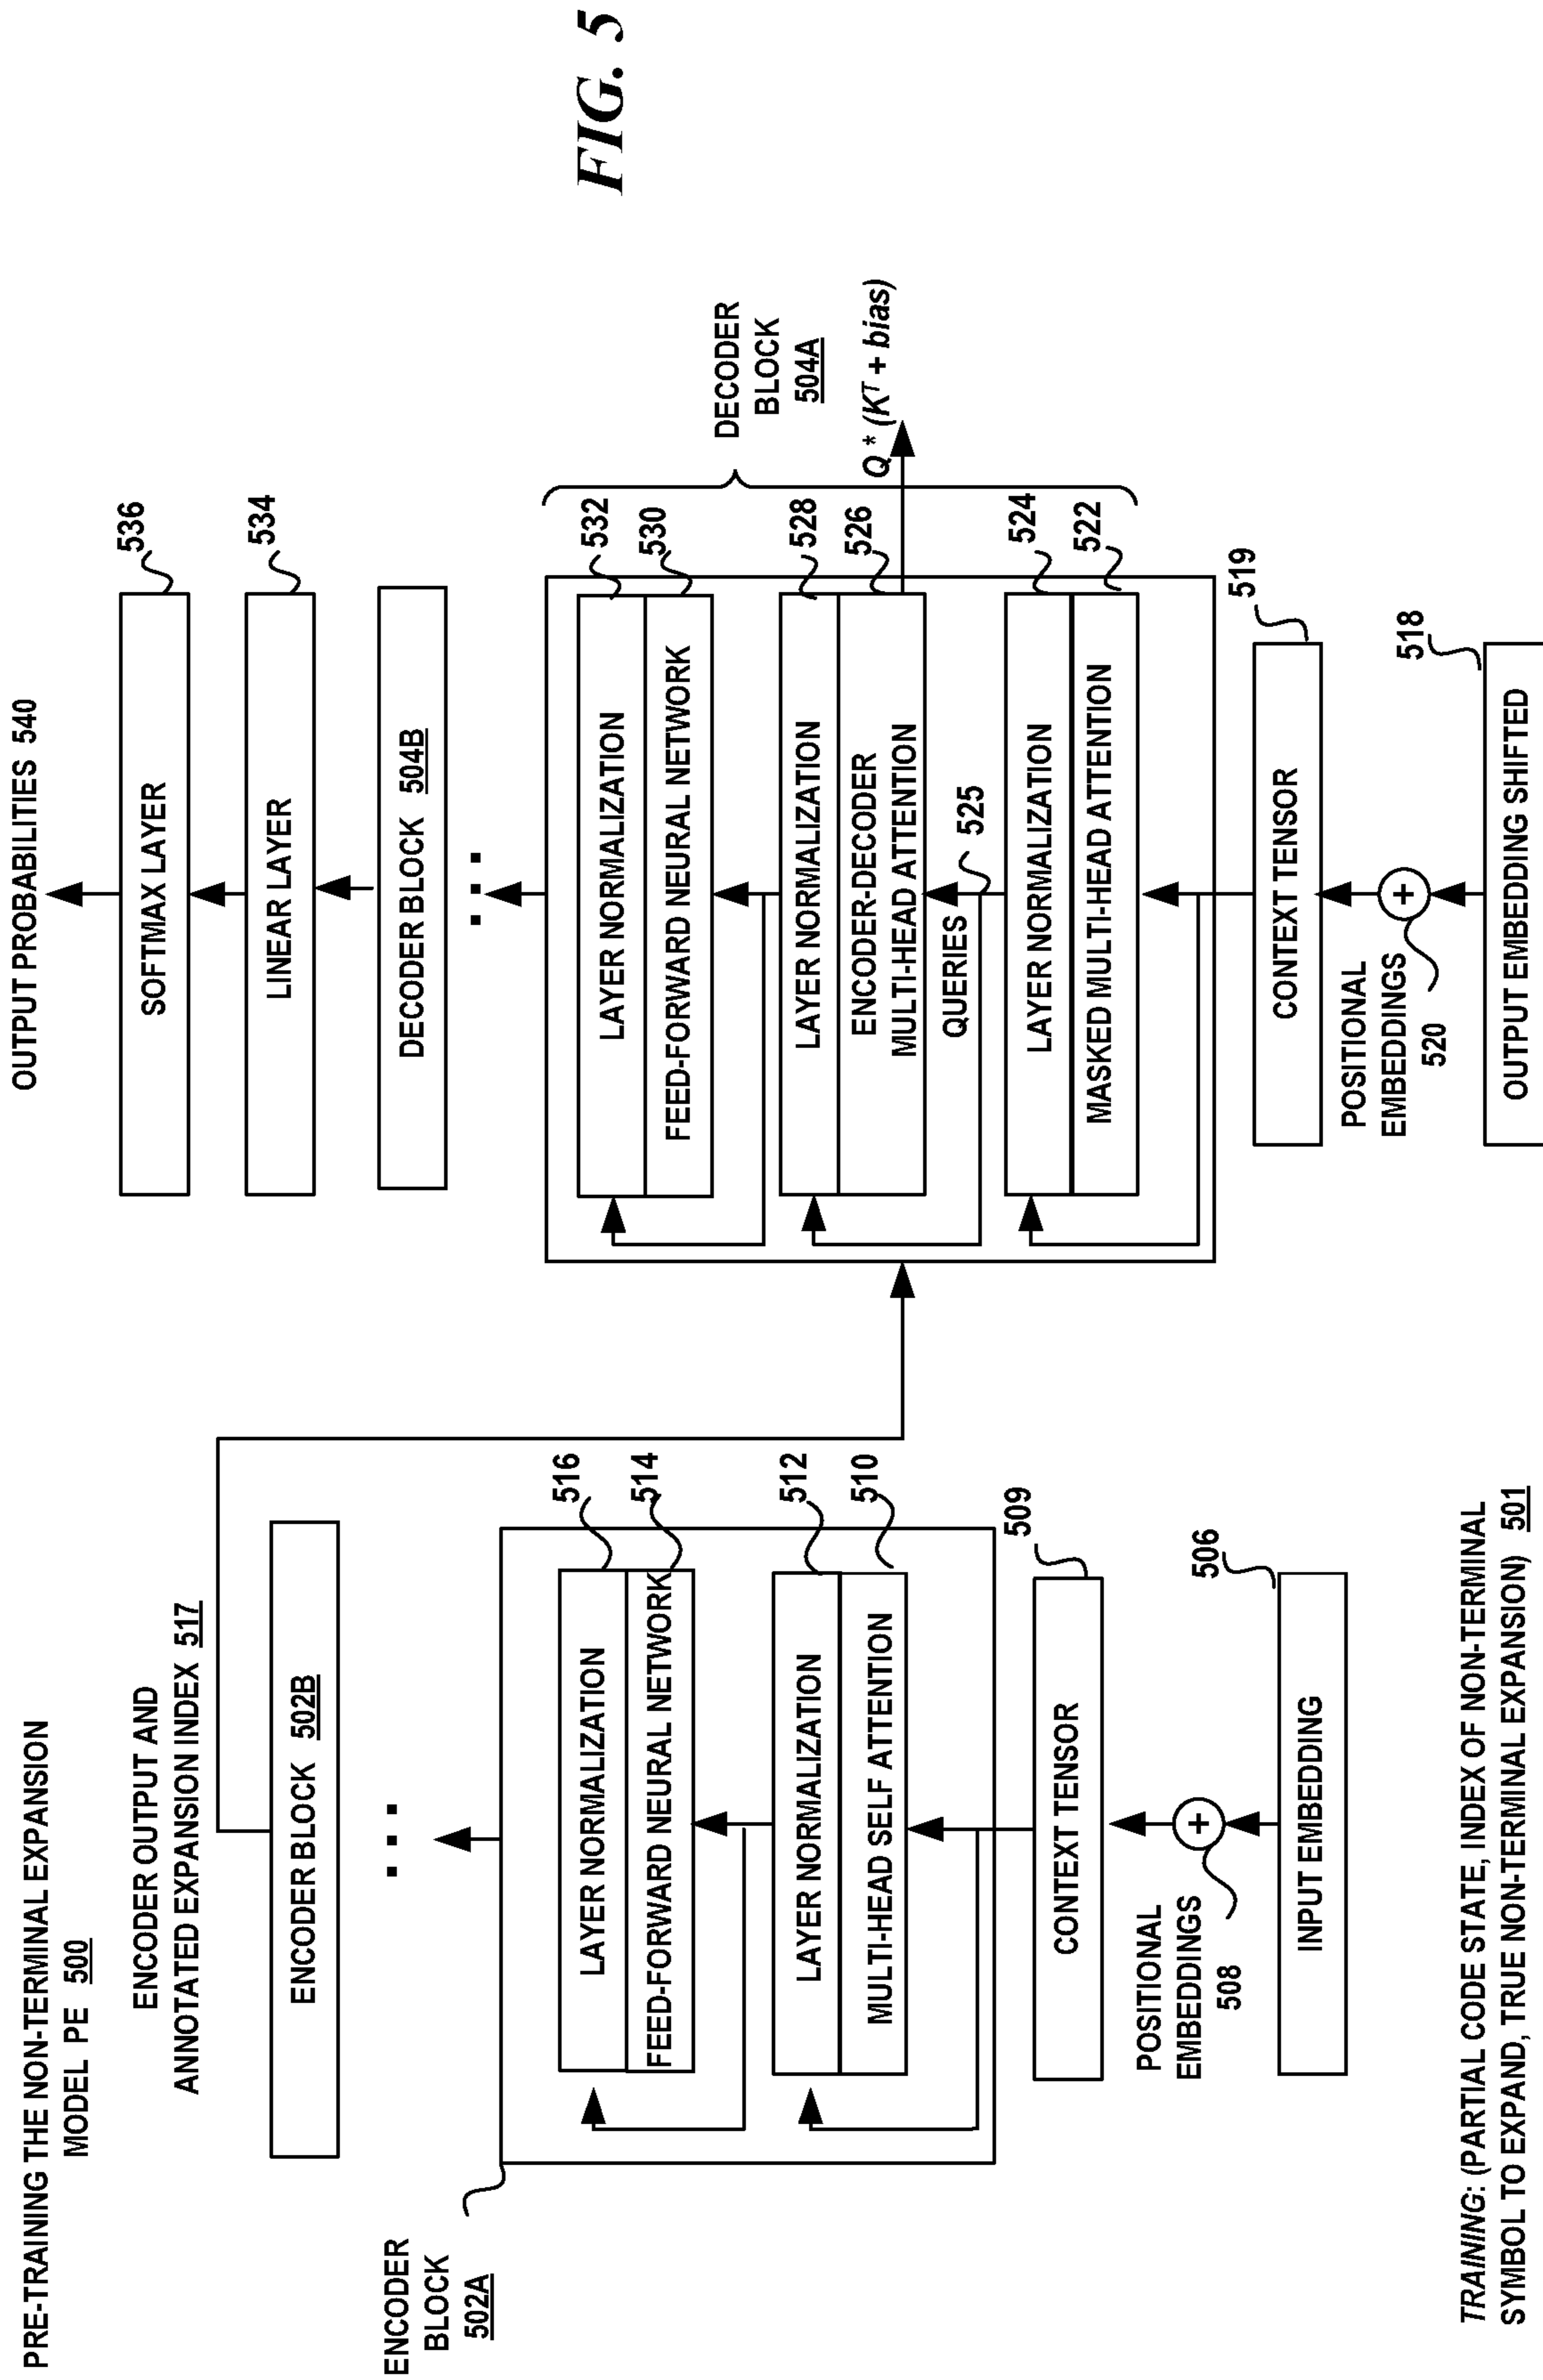 PRE-TRAINING THE NON-TERMINAL EXPANSION
MODEL PE 500
ENCODER OUTPUT AND
ANNOTATED EXPANSION INDEX 517
ENCODER BLOCK 502B
ENCODER
BLOCK
502A
LAYER NORMALIZATION
516
FEED-FORWARD NEURAL NETWORK
514
LAYER NORMALIZATION
512
MULTI-HEAD SELF ATTENTION
510
CONTEXT TENSOR
509
POSITIONAL
EMBEDDINGS
508
+
INPUT EMBEDDING
506
TRAINING: (PARTIAL CODE STATE, INDEX OF NON-TERMINAL
SYMBOL TO EXPAND, TRUE NON-TERMINAL EXPANSION) 501
OUTPUT PROBABILITIES 540
SOFTMAX LAYER
536
LINEAR LAYER
534
DECODER BLOCK 504B
LAYER NORMALIZATION
532
FEED-FORWARD NEURAL NETWORK
530
LAYER NORMALIZATION
528
ENCODER-DECODER
MULTI-HEAD ATTENTION
526
QUERIES
525
LAYER NORMALIZATION
524
MASKED MULTI-HEAD ATTENTION
522
DECODER
BLOCK
504A
Q * (Kᵀ + bias)
CONTEXT TENSOR
519
POSITIONAL
EMBEDDINGS
520
+
OUTPUT EMBEDDING SHIFTED
518
FIG. 5